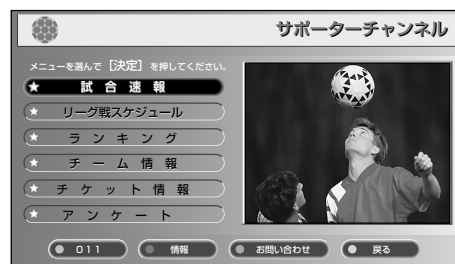 サポーターチャンネル
メニューを選んで［決定］を押してください。
★ 試合速報
★ リーグ戦スケジュール
★ ランキング
★ チーム情報
★ チケット情報
★ アンケート
011 情報 お問い合わせ 戻る